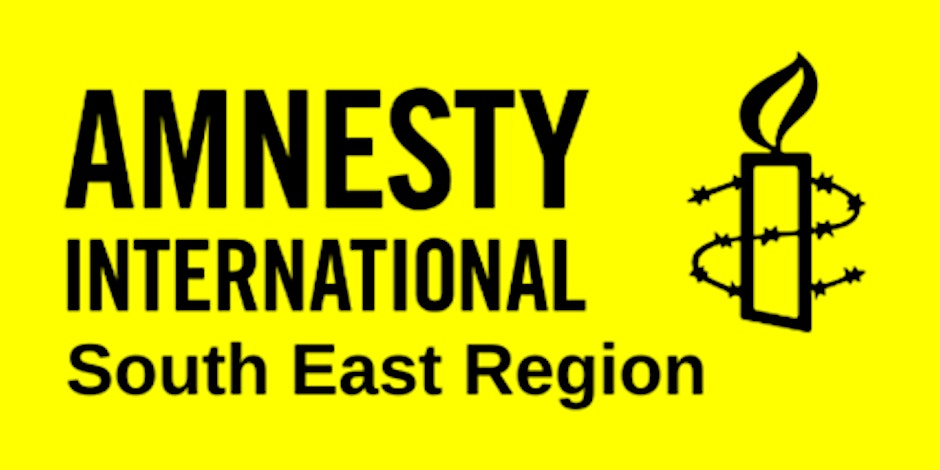 AMNESTY
INTERNATIONAL
South East Region